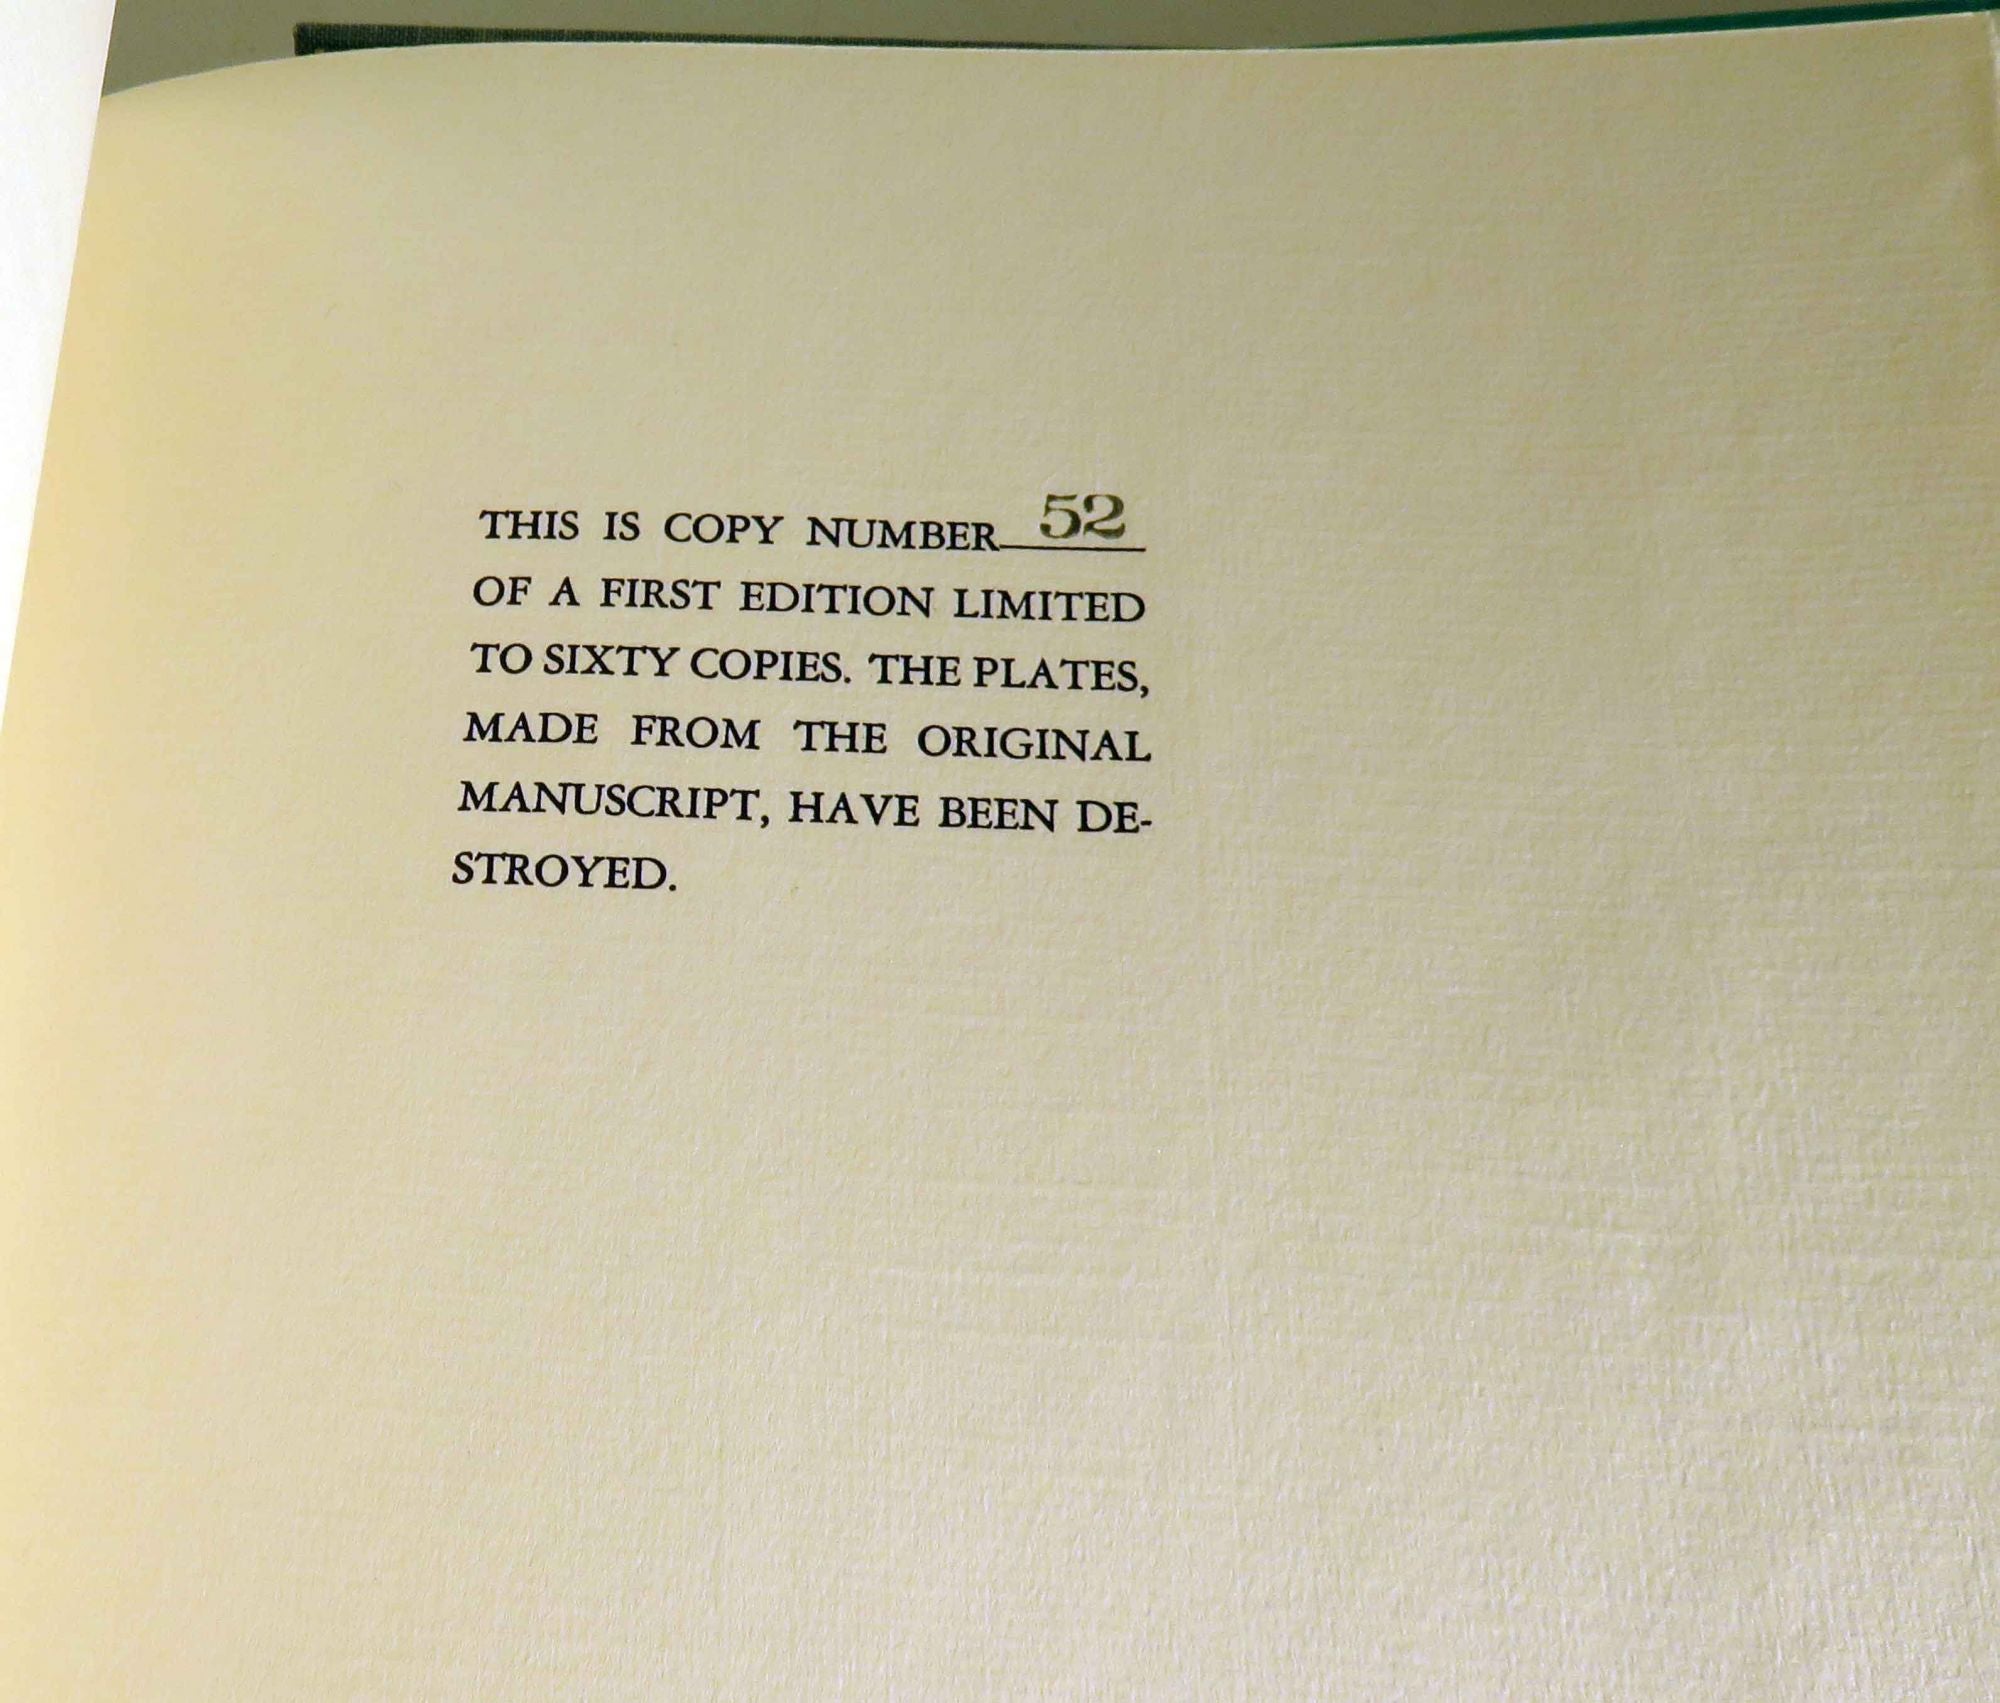 THIS IS COPY NUMBER 52
OF A FIRST EDITION LIMITED
TO SIXTY COPIES. THE PLATES,
MADE FROM THE ORIGINAL
MANUSCRIPT, HAVE BEEN DE-
STROYED.